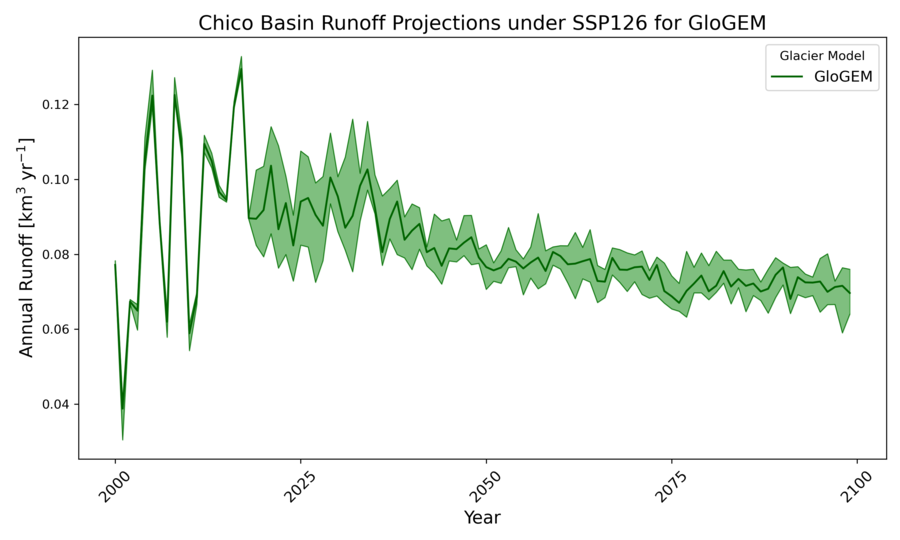 Chico Basin Runoff Projections under SSP126 for GloGEM
Glacier Model
GloGEM
Annual Runoff [km³ yr⁻¹]
0.12
0.10
0.08
0.06
0.04
2000
2025
2050
2075
2100
Year